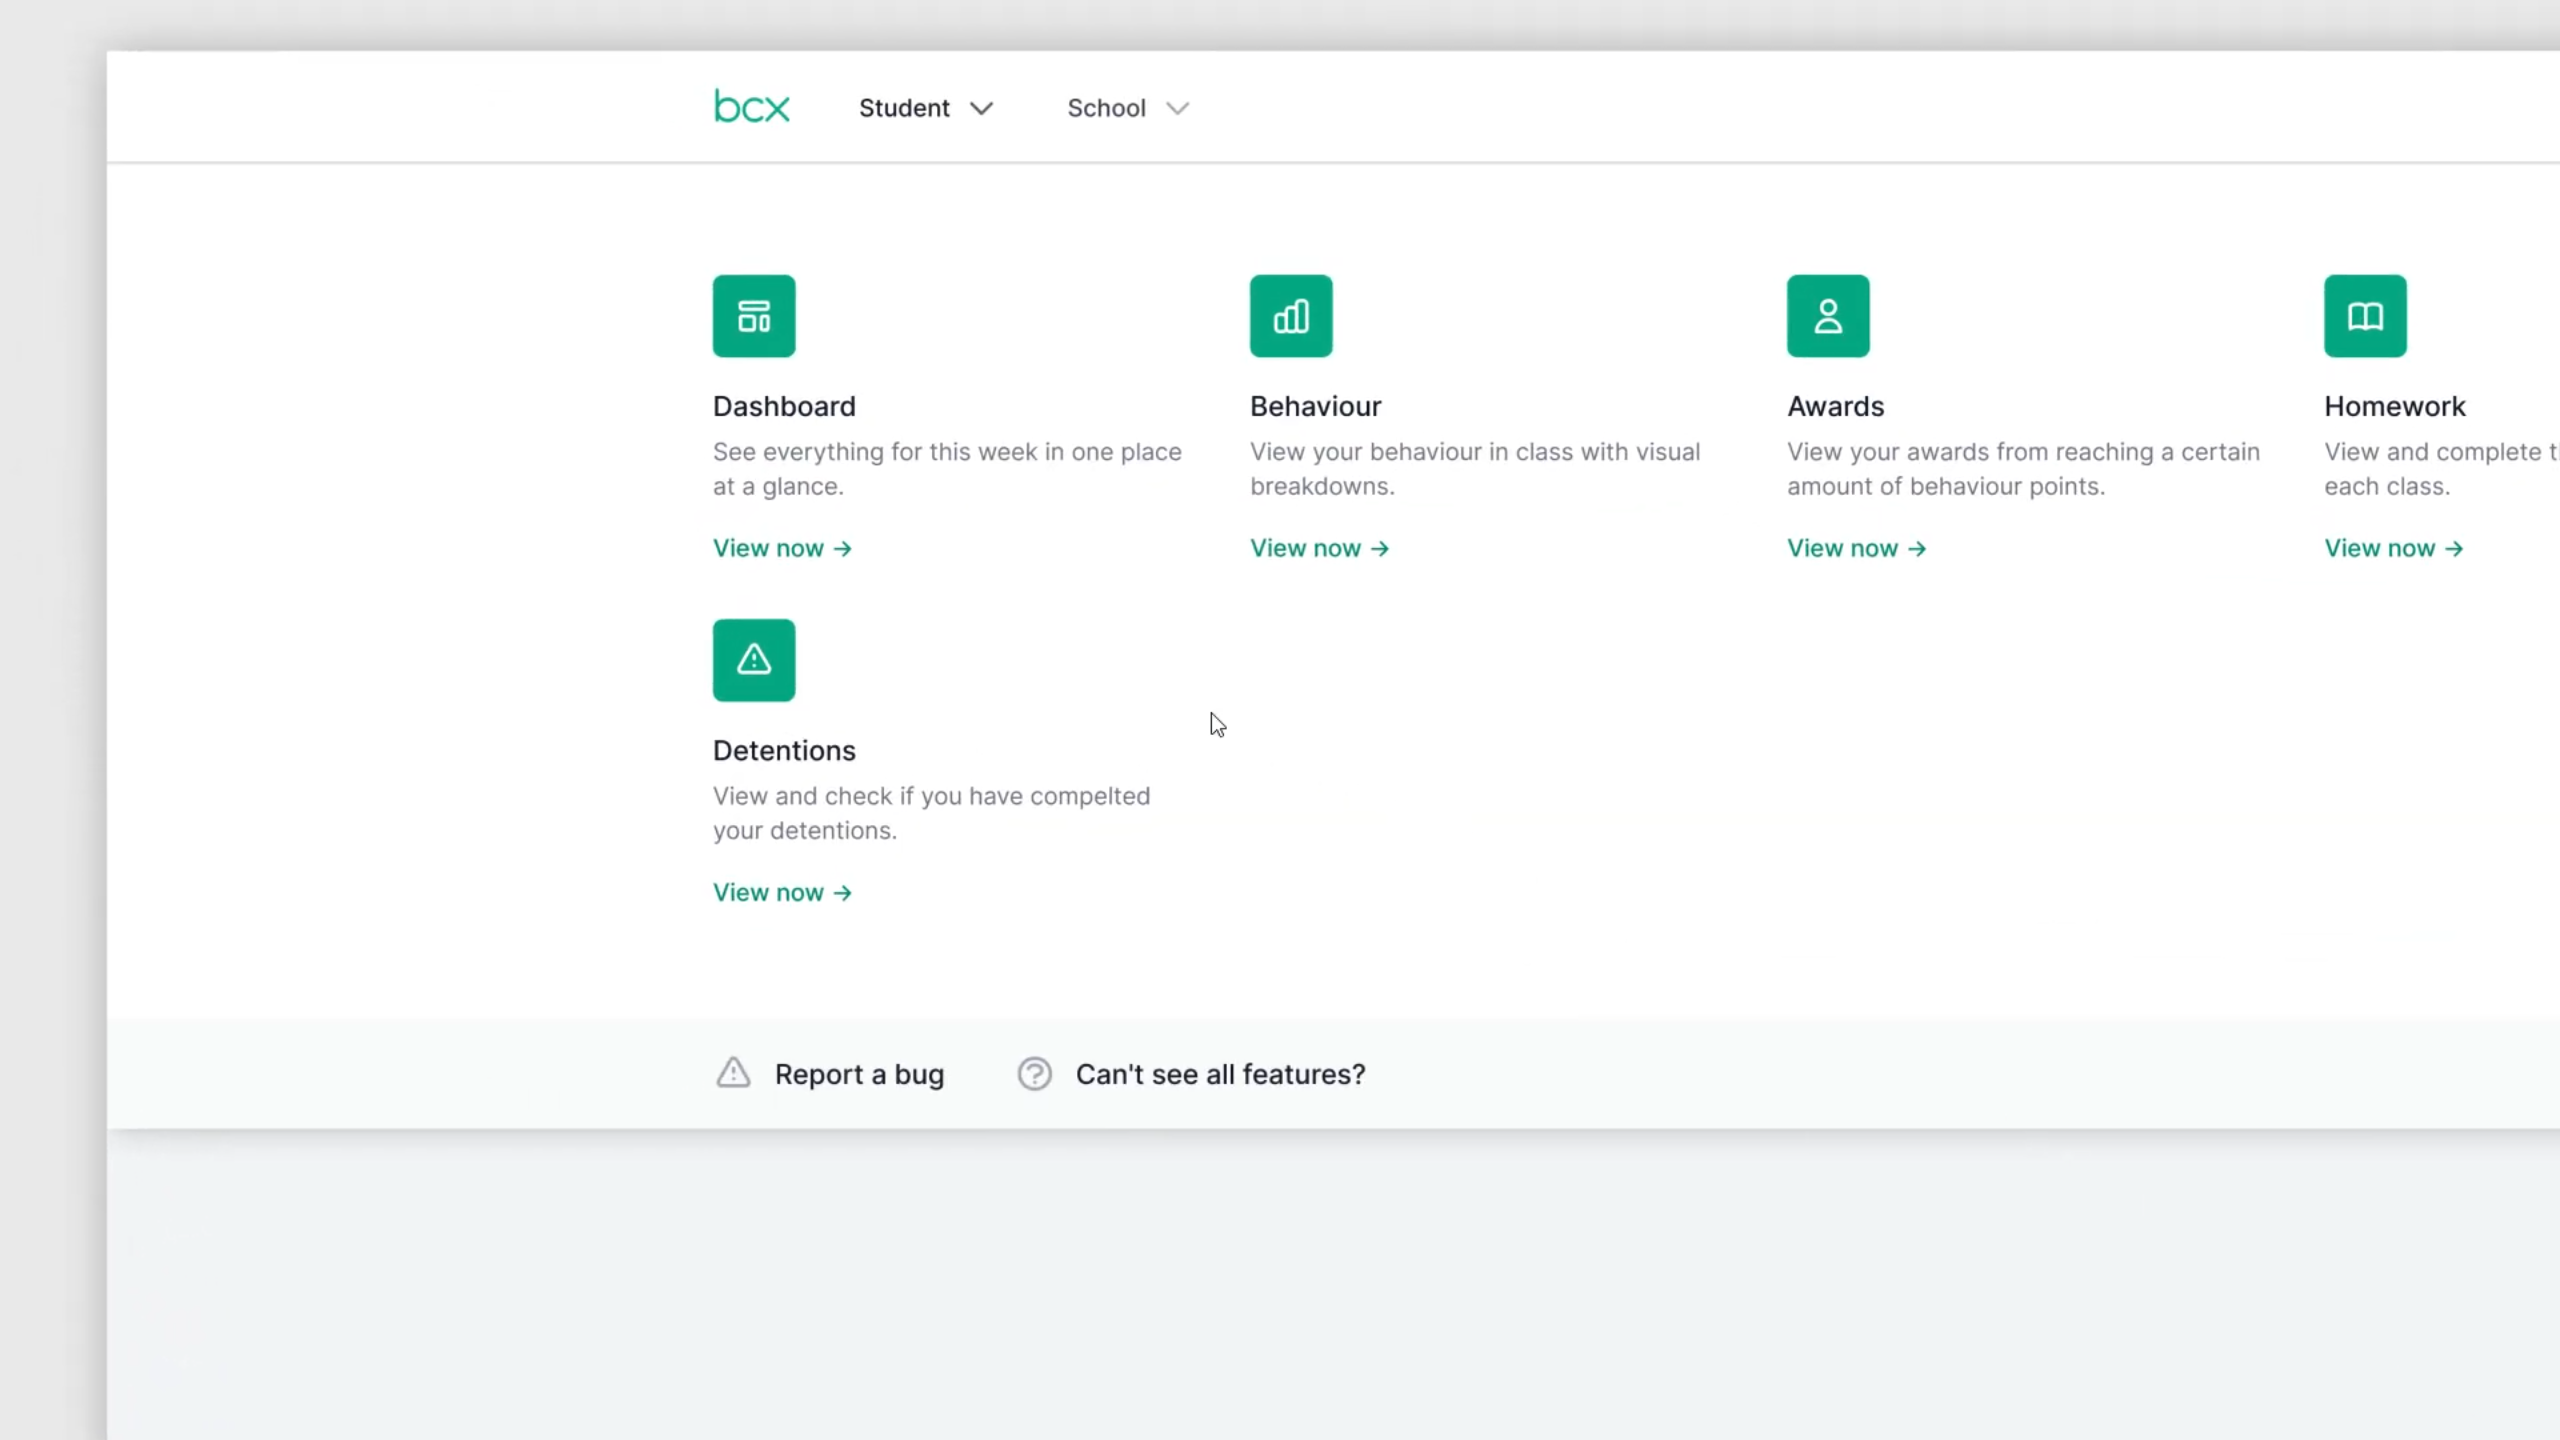 bcx Student School
Dashboard
See everything for this week in one place
at a glance.
View now →
Behaviour
View your behaviour in class with visual
breakdowns.
View now →
Awards
View your awards from reaching a certain
amount of behaviour points.
View now →
Homework
View and complete
each class.
View now →
Detentions
View and check if you have compelted
your detentions.
View now →
Report a bug
Can't see all features?